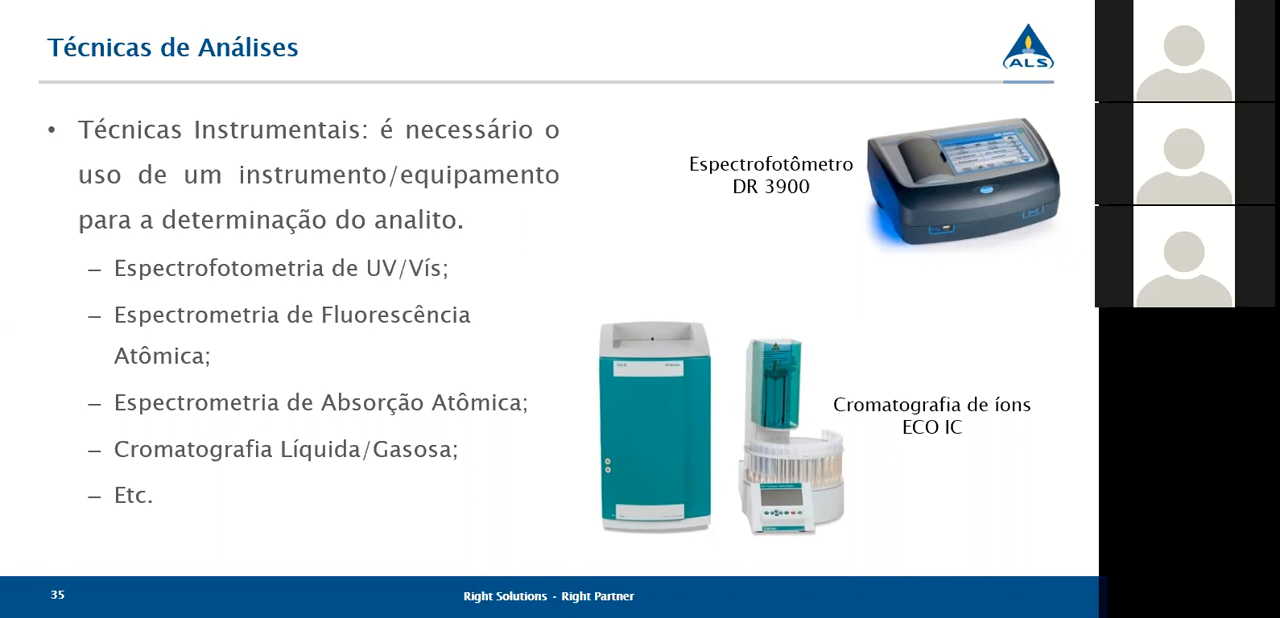 Técnicas de Análises
ALS
• Técnicas Instrumentais: é necessário o
uso de um instrumento/equipamento
para a determinação do analito.
– Espectrofotometria de UV/Vís;
– Espectrometria de Fluorescência
Atômica;
– Espectrometria de Absorção Atômica;
– Cromatografia Líquida/Gasosa;
– Etc.
Espectrofotômetro
DR 3900
Cromatografia de íons
ECO IC
35
Right Solutions - Right Partner